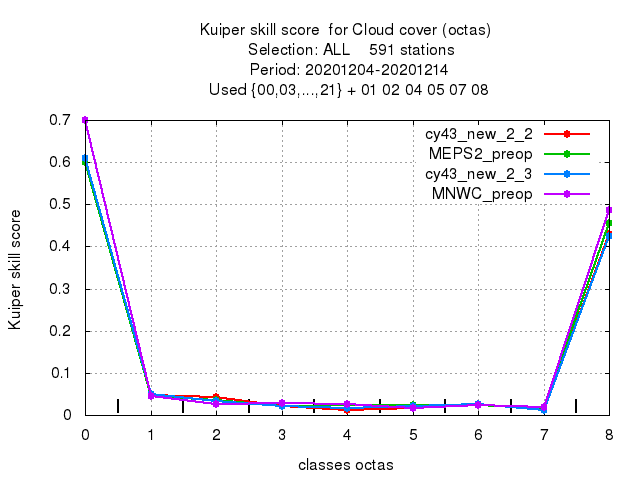 Kuiper skill score  for Cloud cover (octas)
Selection: ALL    591 stations
Period: 20201204-20201214
Used {00,03,...,21} + 01 02 04 05 07 08
cy43_new_2_2
MEPS2_preop
cy43_new_2_3
MNWC_preop
Kuiper skill score
0.7
0.6
0.5
0.4
0.3
0.2
0.1
0
0 1 2 3 4 5 6 7 8
classes octas